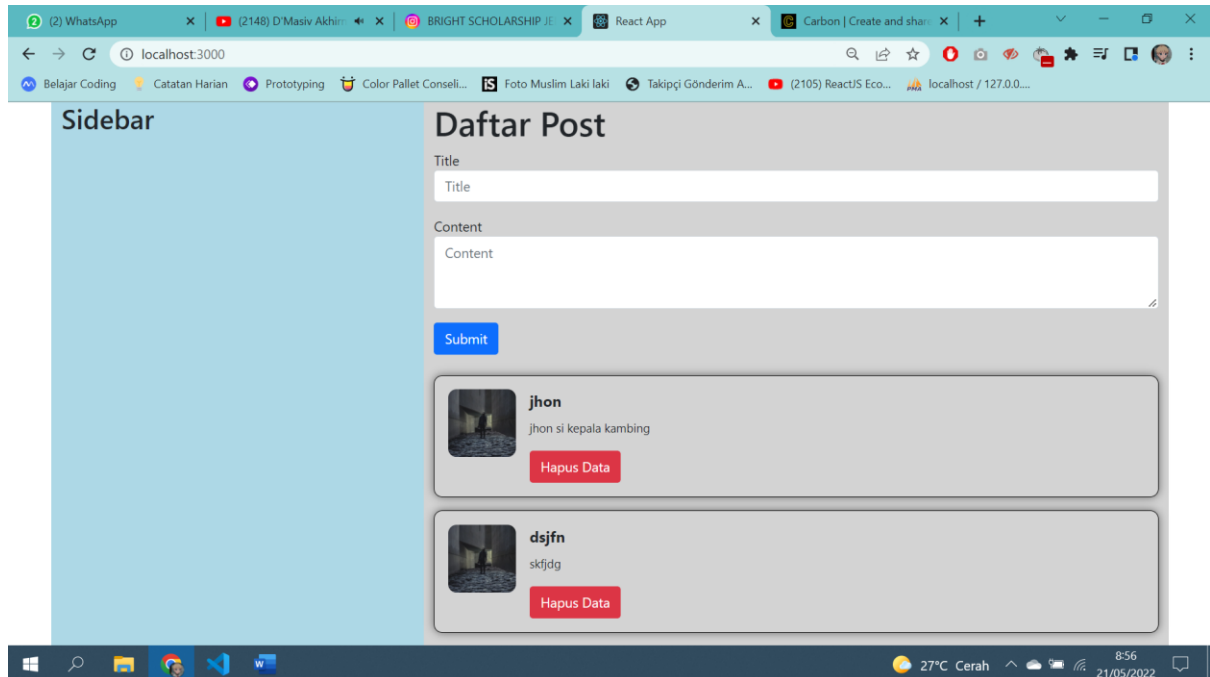 (2) WhatsApp
(2148) D'Masiv Akhir
BRIGHT SCHOLARSHIP JE
React App
Carbon | Create and share
localhost:3000
Belajar Coding
Catatan Harian
Prototyping
Color Pallet Conseli...
Foto Muslim Laki laki
Takipçi Gönderim A...
(2105) ReactJS Eco...
localhost / 127.0.0....
Sidebar
Daftar Post
Title
Title
Content
Content
Submit
jhon
jhon si kepala kambing
Hapus Data
dsjfn
skfjdg
Hapus Data
27°C Cerah
8:56
21/05/2022